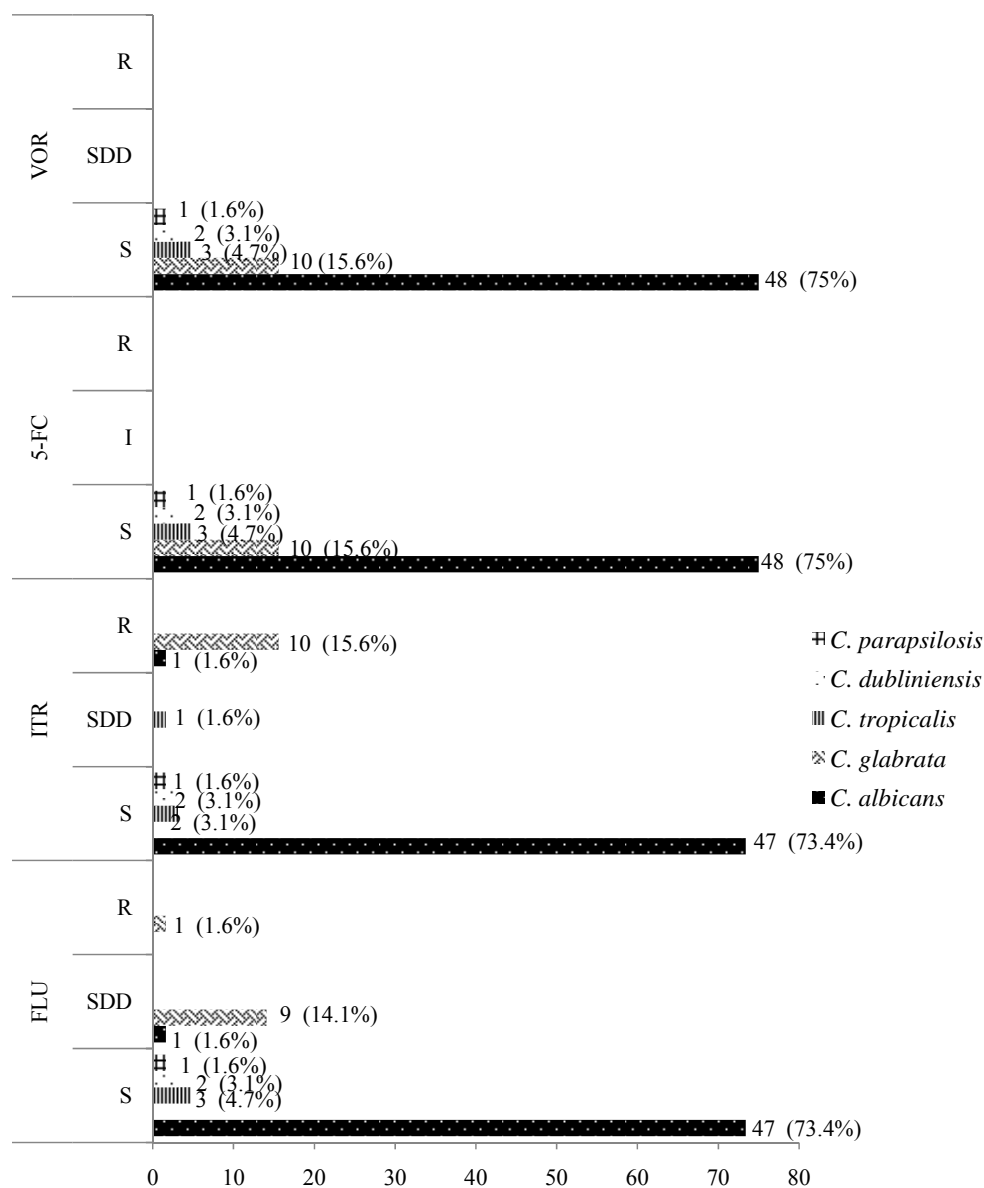 VOR
R
SDD
S
1 (1.6%)
2 (3.1%)
3 (4.7%)
10 (15.6%)
48 (75%)
5-FC
R
I
S
1 (1.6%)
2 (3.1%)
3 (4.7%)
10 (15.6%)
48 (75%)
ITR
R
10 (15.6%)
1 (1.6%)
SDD
1 (1.6%)
S
1 (1.6%)
2 (3.1%)
2 (3.1%)
47 (73.4%)
FLU
R
1 (1.6%)
SDD
9 (14.1%)
1 (1.6%)
S
1 (1.6%)
2 (3.1%)
3 (4.7%)
47 (73.4%)
0 10 20 30 40 50 60 70 80
C. parapsilosis
C. dubliniensis
C. tropicalis
C. glabrata
C. albicans